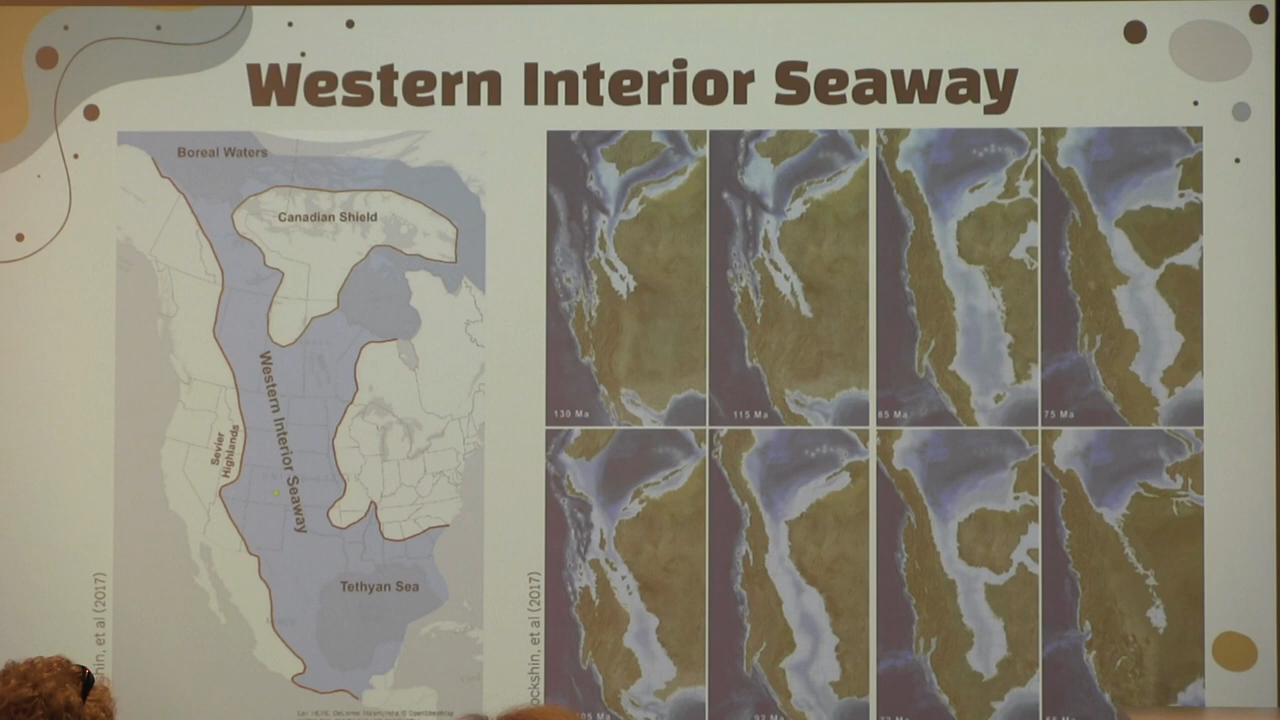 Western Interior Seaway
Boreal Waters
Canadian Shield
Western Interior Seaway
Sevier
Highlands
Tethyan Sea
hin, et al (2017)
ockshin, et al (2017)
130 Ma
115 Ma
85 Ma
75 Ma